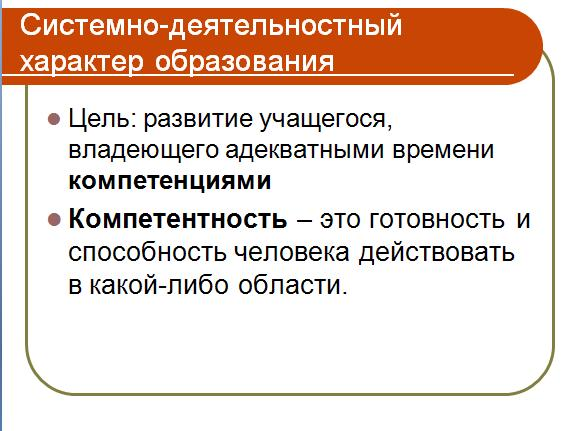 Системно-деятельностный
характер образования
Цель: развитие учащегося,
владеющего адекватными времени
компетенциями
Компетентность – это готовность и
способность человека действовать
в какой-либо области.